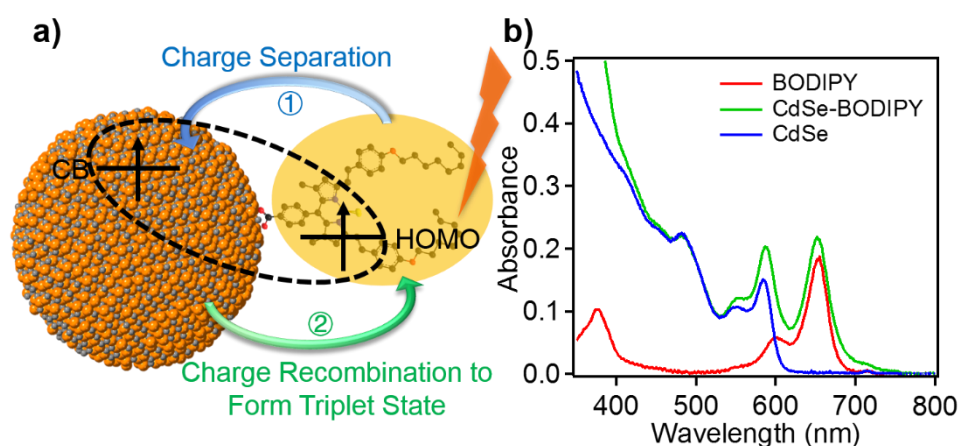 a)
Charge Separation
①
CB
HOMO
②
Charge Recombination to
Form Triplet State
b)
0.5
0.4
0.3
0.2
0.1
0.0
Absorbance
BODIPY
CdSe-BODIPY
CdSe
400 500 600 700 800
Wavelength (nm)